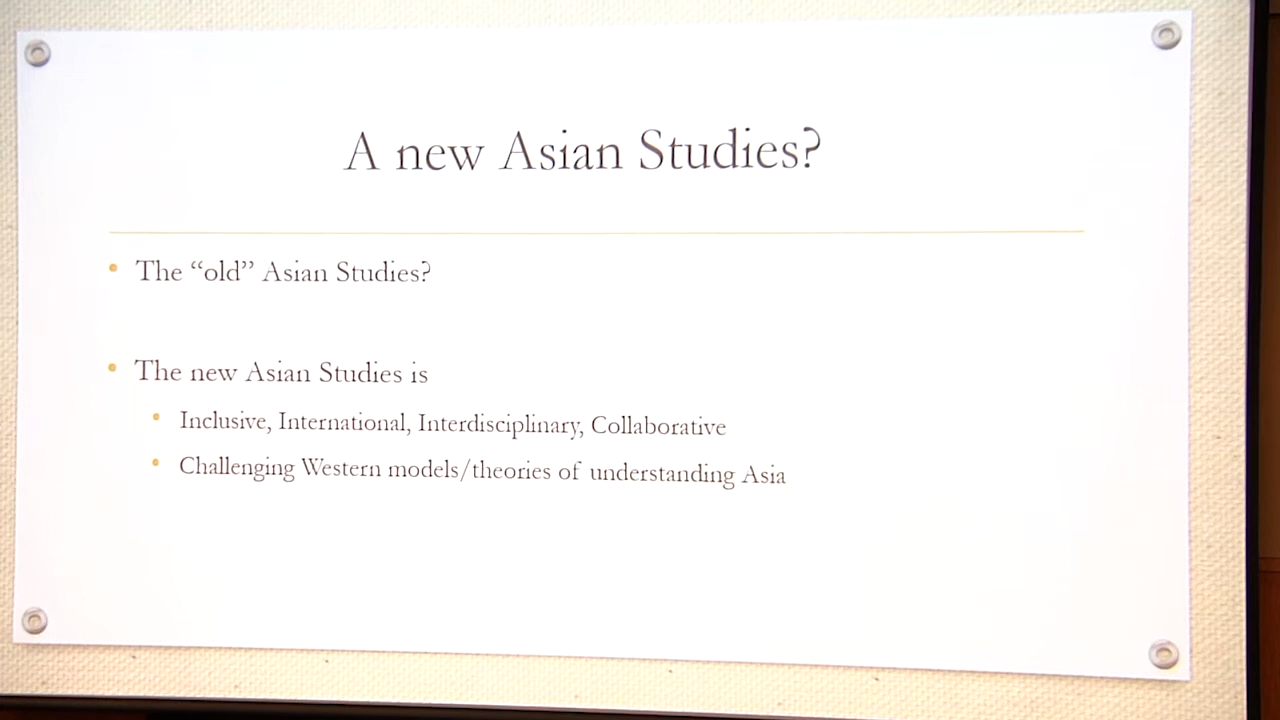 A new Asian Studies?
• The “old” Asian Studies?
• The new Asian Studies is
• Inclusive, International, Interdisciplinary, Collaborative
• Challenging Western models/theories of understanding Asia